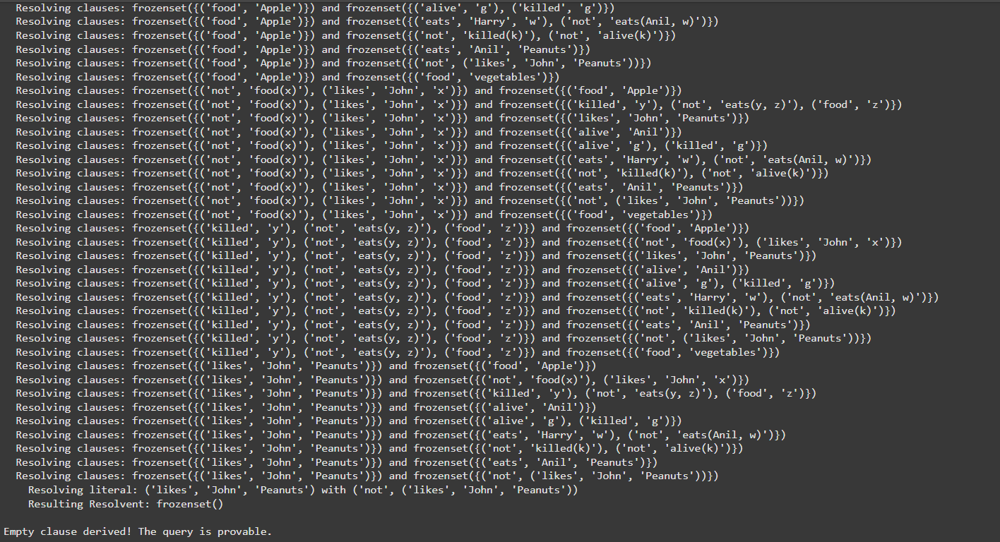 Resolving clauses: frozenset({('food', 'Apple')}) and frozenset({('alive', 'g'), ('killed', 'g')})
Resolving clauses: frozenset({('food', 'Apple')}) and frozenset({('eats', 'Harry', 'w'), ('not', 'eats(Anil, w)')})
Resolving clauses: frozenset({('food', 'Apple')}) and frozenset({('not', 'killed(k)'), ('not', 'alive(k)')})
Resolving clauses: frozenset({('food', 'Apple')}) and frozenset({('eats', 'Anil', 'Peanuts')})
Resolving clauses: frozenset({('food', 'Apple')}) and frozenset({('not', ('likes', 'John', 'Peanuts'))})
Resolving clauses: frozenset({('food', 'Apple')}) and frozenset({('food', 'vegetables')})
Resolving clauses: frozenset({('not', 'food(x)'), ('likes', 'John', 'x')}) and frozenset({('food', 'Apple')})
Resolving clauses: frozenset({('not', 'food(x)'), ('likes', 'John', 'x')}) and frozenset({('killed', 'y'), ('not', 'eats(y, z)'), ('food', 'z')})
Resolving clauses: frozenset({('not', 'food(x)'), ('likes', 'John', 'x')}) and frozenset({('likes', 'John', 'Peanuts')})
Resolving clauses: frozenset({('not', 'food(x)'), ('likes', 'John', 'x')}) and frozenset({('alive', 'Anil')})
Resolving clauses: frozenset({('not', 'food(x)'), ('likes', 'John', 'x')}) and frozenset({('alive', 'g'), ('killed', 'g')})
Resolving clauses: frozenset({('not', 'food(x)'), ('likes', 'John', 'x')}) and frozenset({('eats', 'Harry', 'w'), ('not', 'eats(Anil, w)')})
Resolving clauses: frozenset({('not', 'food(x)'), ('likes', 'John', 'x')}) and frozenset({('not', 'killed(k)'), ('not', 'alive(k)')})
Resolving clauses: frozenset({('not', 'food(x)'), ('likes', 'John', 'x')}) and frozenset({('eats', 'Anil', 'Peanuts')})
Resolving clauses: frozenset({('not', 'food(x)'), ('likes', 'John', 'x')}) and frozenset({('not', ('likes', 'John', 'Peanuts'))})
Resolving clauses: frozenset({('not', 'food(x)'), ('likes', 'John', 'x')}) and frozenset({('food', 'vegetables')})
Resolving clauses: frozenset({('killed', 'y'), ('not', 'eats(y, z)'), ('food', 'z')}) and frozenset({('food', 'Apple')})
Resolving clauses: frozenset({('killed', 'y'), ('not', 'eats(y, z)'), ('food', 'z')}) and frozenset({('not', 'food(x)'), ('likes', 'John', 'x')})
Resolving clauses: frozenset({('killed', 'y'), ('not', 'eats(y, z)'), ('food', 'z')}) and frozenset({('likes', 'John', 'Peanuts')})
Resolving clauses: frozenset({('killed', 'y'), ('not', 'eats(y, z)'), ('food', 'z')}) and frozenset({('alive', 'Anil')})
Resolving clauses: frozenset({('killed', 'y'), ('not', 'eats(y, z)'), ('food', 'z')}) and frozenset({('alive', 'g'), ('killed', 'g')})
Resolving clauses: frozenset({('killed', 'y'), ('not', 'eats(y, z)'), ('food', 'z')}) and frozenset({('eats', 'Harry', 'w'), ('not', 'eats(Anil, w)')})
Resolving clauses: frozenset({('killed', 'y'), ('not', 'eats(y, z)'), ('food', 'z')}) and frozenset({('not', 'killed(k)'), ('not', 'alive(k)')})
Resolving clauses: frozenset({('killed', 'y'), ('not', 'eats(y, z)'), ('food', 'z')}) and frozenset({('eats', 'Anil', 'Peanuts')})
Resolving clauses: frozenset({('killed', 'y'), ('not', 'eats(y, z)'), ('food', 'z')}) and frozenset({('not', ('likes', 'John', 'Peanuts'))})
Resolving clauses: frozenset({('killed', 'y'), ('not', 'eats(y, z)'), ('food', 'z')}) and frozenset({('food', 'vegetables')})
Resolving clauses: frozenset({('likes', 'John', 'Peanuts')}) and frozenset({('food', 'Apple')})
Resolving clauses: frozenset({('likes', 'John', 'Peanuts')}) and frozenset({('not', 'food(x)'), ('likes', 'John', 'x')})
Resolving clauses: frozenset({('likes', 'John', 'Peanuts')}) and frozenset({('killed', 'y'), ('not', 'eats(y, z)'), ('food', 'z')})
Resolving clauses: frozenset({('likes', 'John', 'Peanuts')}) and frozenset({('alive', 'Anil')})
Resolving clauses: frozenset({('likes', 'John', 'Peanuts')}) and frozenset({('alive', 'g'), ('killed', 'g')})
Resolving clauses: frozenset({('likes', 'John', 'Peanuts')}) and frozenset({('eats', 'Harry', 'w'), ('not', 'eats(Anil, w)')})
Resolving clauses: frozenset({('likes', 'John', 'Peanuts')}) and frozenset({('not', 'killed(k)'), ('not', 'alive(k)')})
Resolving clauses: frozenset({('likes', 'John', 'Peanuts')}) and frozenset({('eats', 'Anil', 'Peanuts')})
Resolving clauses: frozenset({('likes', 'John', 'Peanuts')}) and frozenset({('not', ('likes', 'John', 'Peanuts'))})
Resolving literal: ('likes', 'John', 'Peanuts') with ('not', ('likes', 'John', 'Peanuts'))
Resulting Resolvent: frozenset()
Empty clause derived! The query is provable.